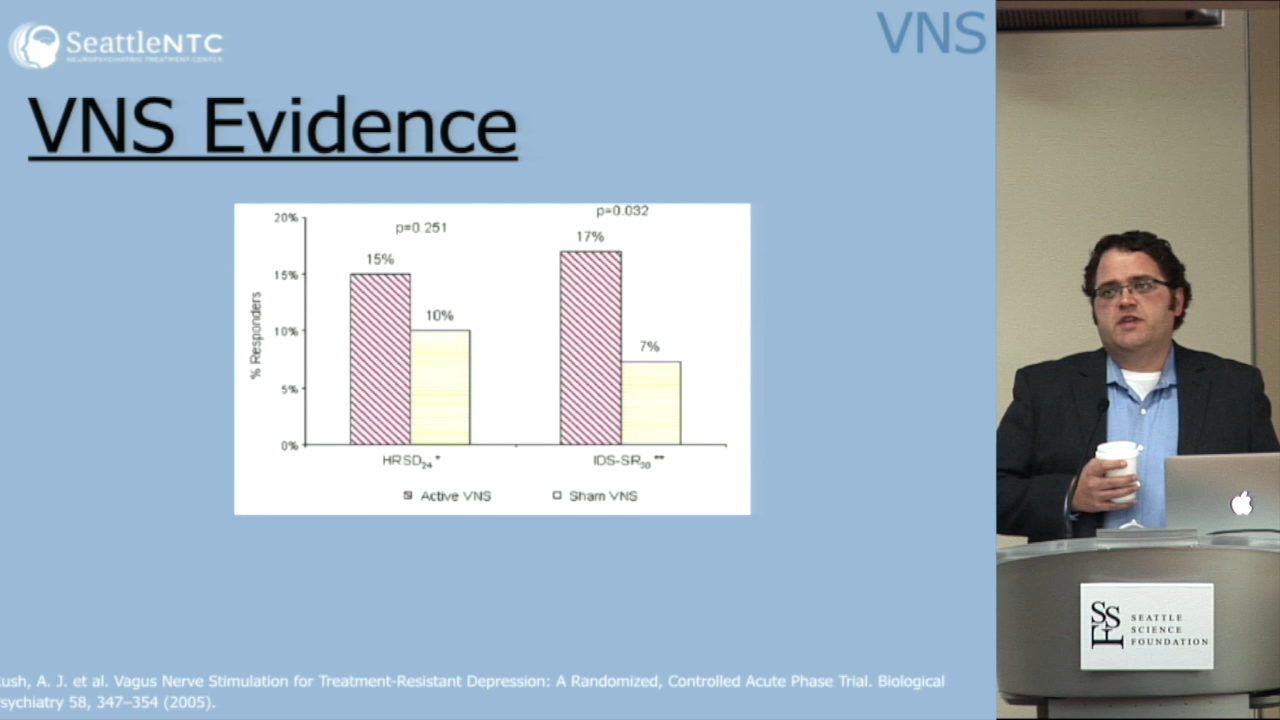 SeattleNTC
NEUROPSYCHIATRIC TREATMENT CENTER
VNS
VNS Evidence
p=0.032
20%
p=0.251
17%
15%
15%
10%
10%
7%
5%
0%
% Responders
HRSD24 *
IDS-SR30 **
Active VNS
Sham VNS
ush, A. J. et al. Vagus Nerve Stimulation for Treatment-Resistant Depression: A Randomized, Controlled Acute Phase Trial. Biological
sychiatry 58, 347–354 (2005).
SSF
SEATTLE
SCIENCE
FOUNDATION